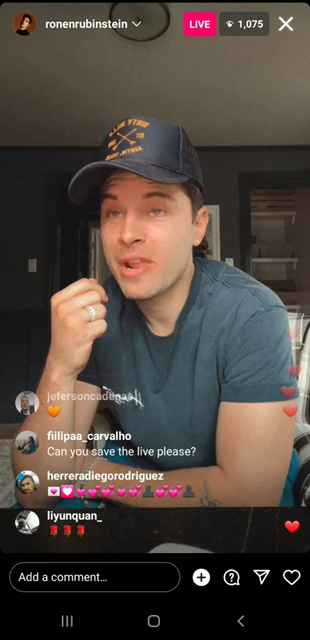 ronenrubinstein
LIVE
1,075
jefersoncadena
🧡
fiilipaa_carvalho
Can you save the live please?
herreradiegorodriguez
liyunquan_
🌹🌹🌹
Add a comment...